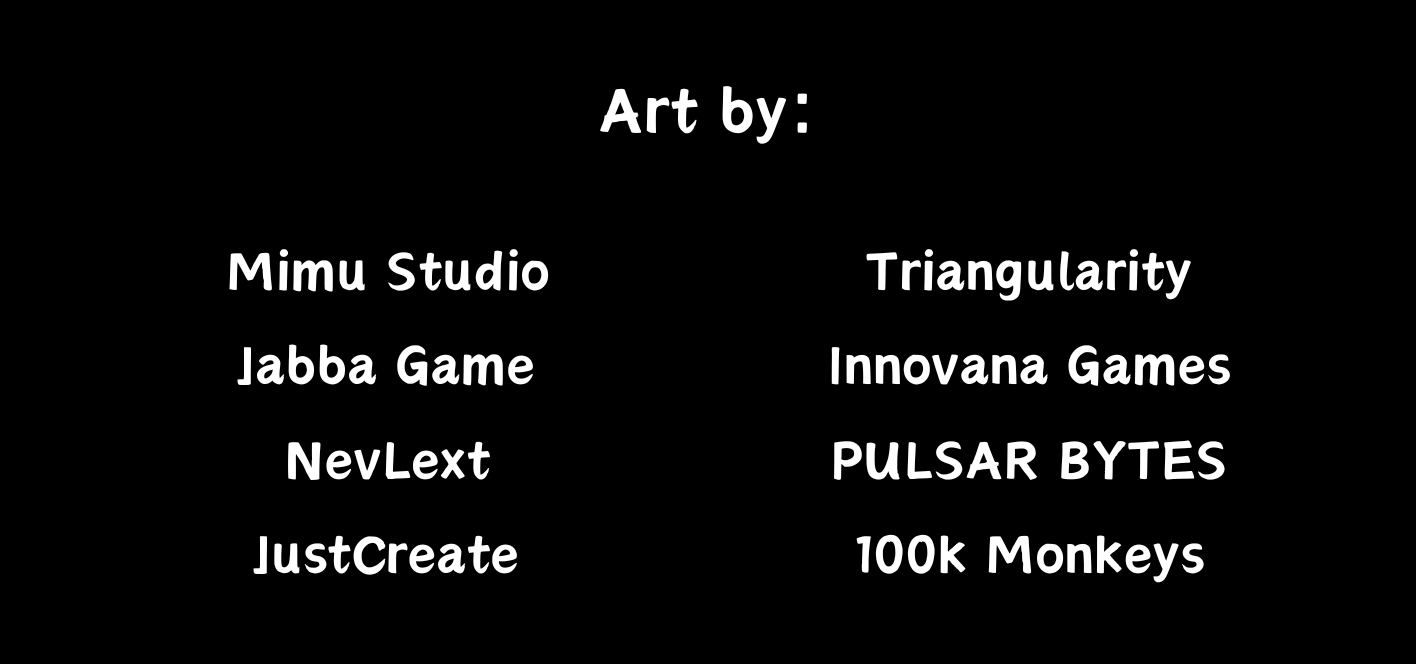 Art by:
Mimu Studio
Triangularity
Jabba Game
Innovana Games
NevLext
PULSAR BYTES
JustCreate
100k Monkeys